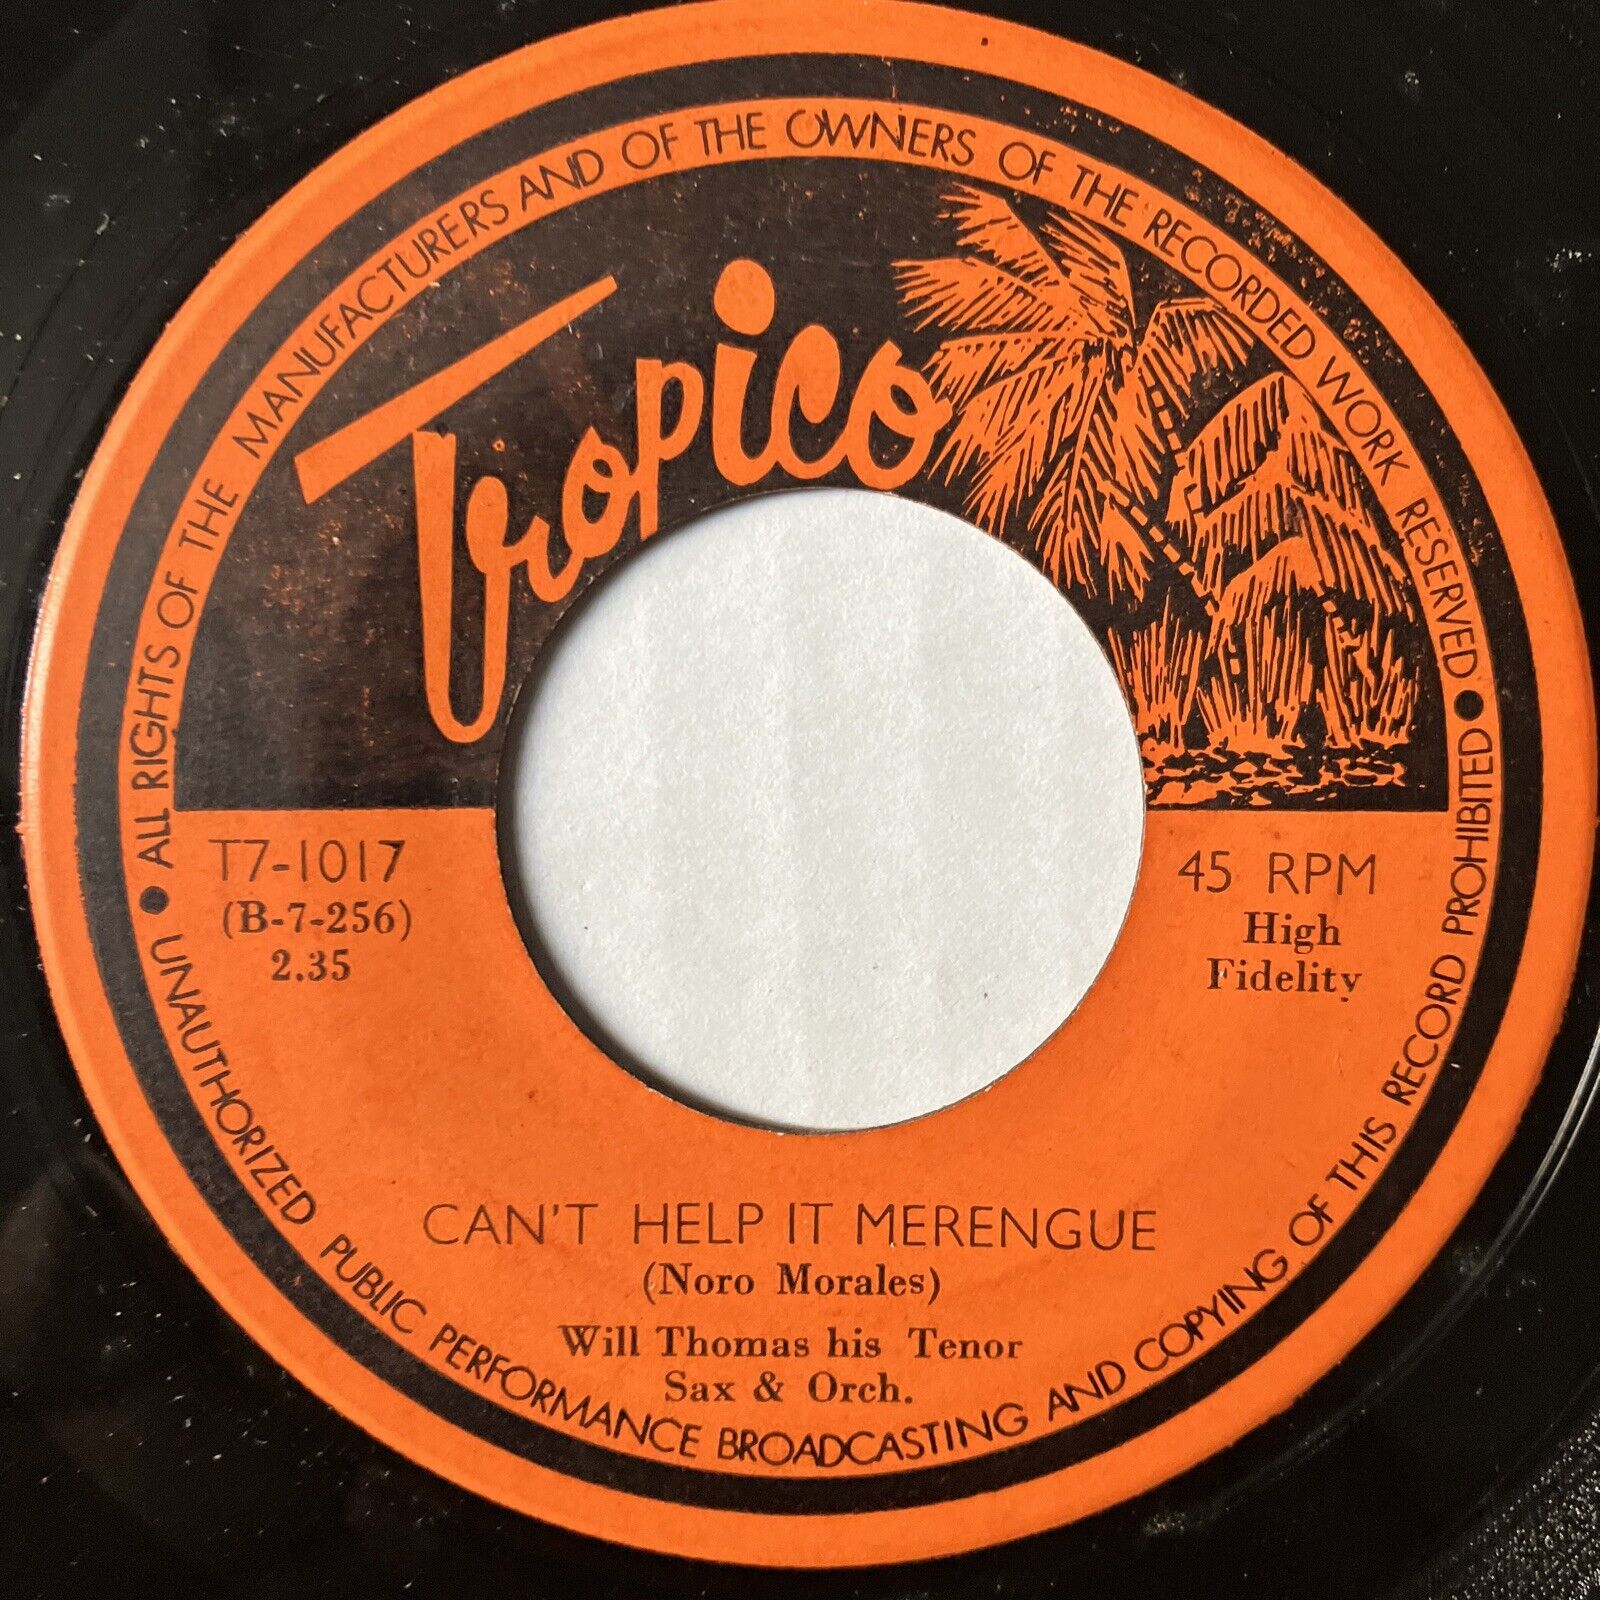 ALL RIGHTS OF THE MANUFACTURERS AND OF THE OWNERS OF THE RECORDED WORK RESERVED
Tropico
T7-1017
(B-7-256)
2.35
45 RPM
High
Fidelity
CAN'T HELP IT MERENGUE
(Noro Morales)
Will Thomas his Tenor
Sax & Orch.
UNAUTHORIZED PUBLIC PERFORMANCE BROADCASTING AND COPYING OF THIS RECORD PROHIBITED